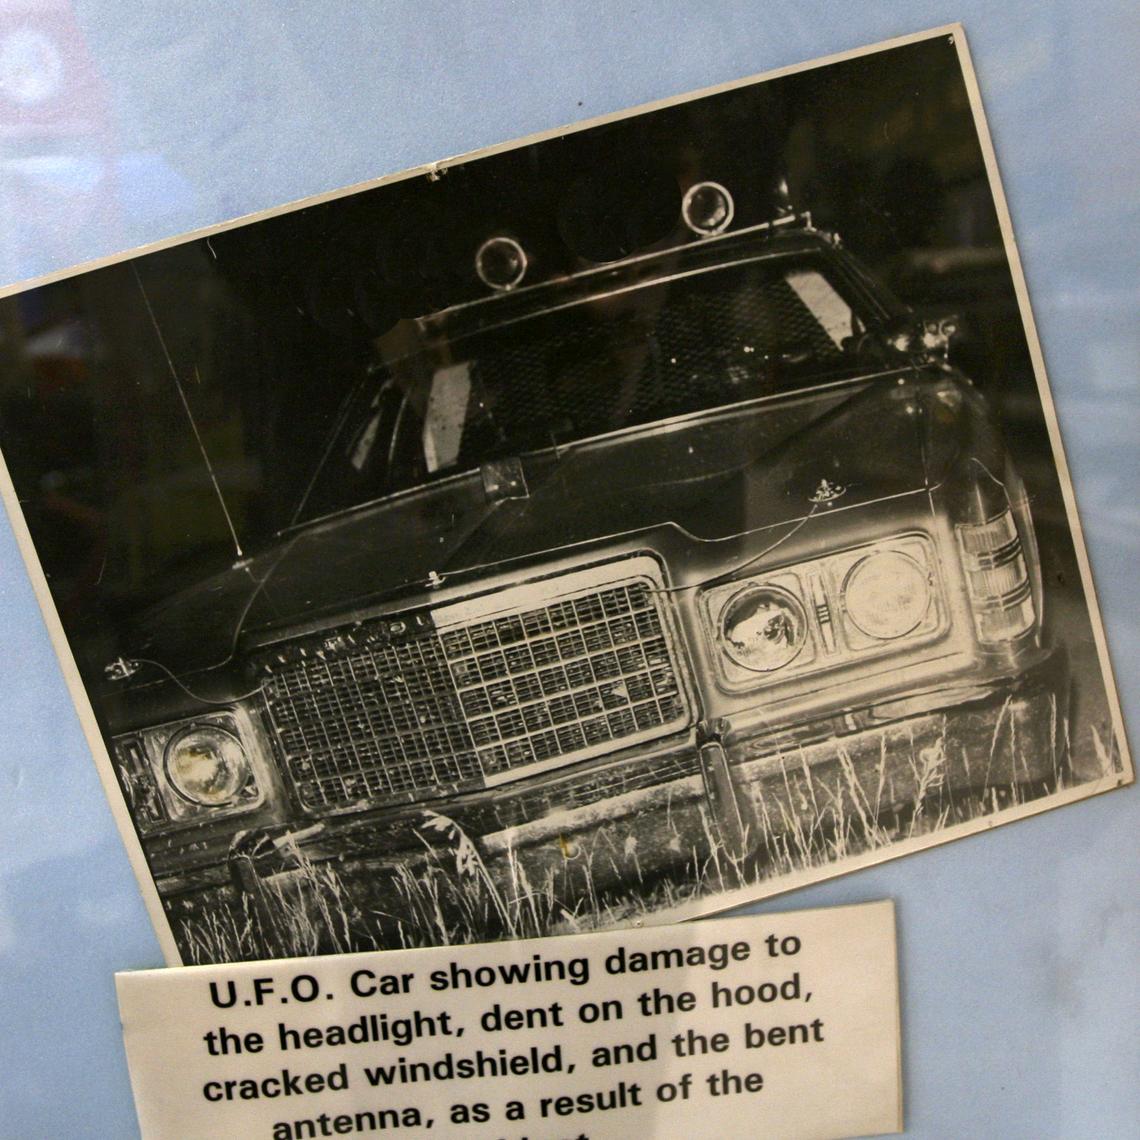 U.F.O. Car showing damage to
the headlight, dent on the hood,
cracked windshield, and the bent
antenna, as a result of the